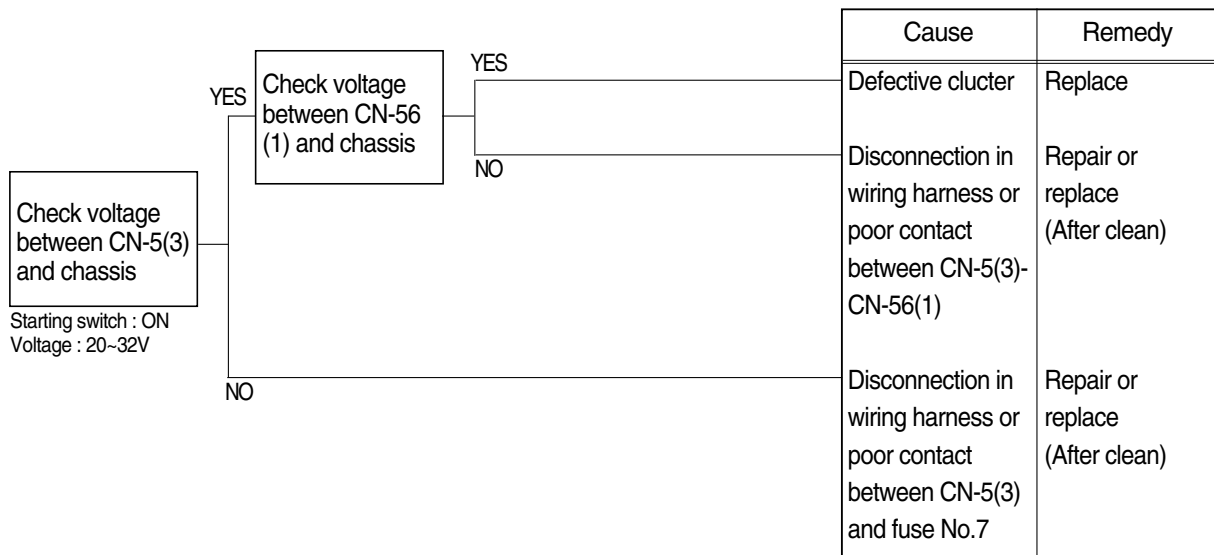 Check voltage
between CN-5(3)
and chassis
Starting switch : ON
Voltage : 20~32V
YES
Check voltage
between CN-56
(1) and chassis
YES
NO
NO
Cause
Remedy
Defective clucter
Replace
Disconnection in
wiring harness or
poor contact
between CN-5(3)-
CN-56(1)
Repair or
replace
(After clean)
Disconnection in
wiring harness or
poor contact
between CN-5(3)
and fuse No.7
Repair or
replace
(After clean)